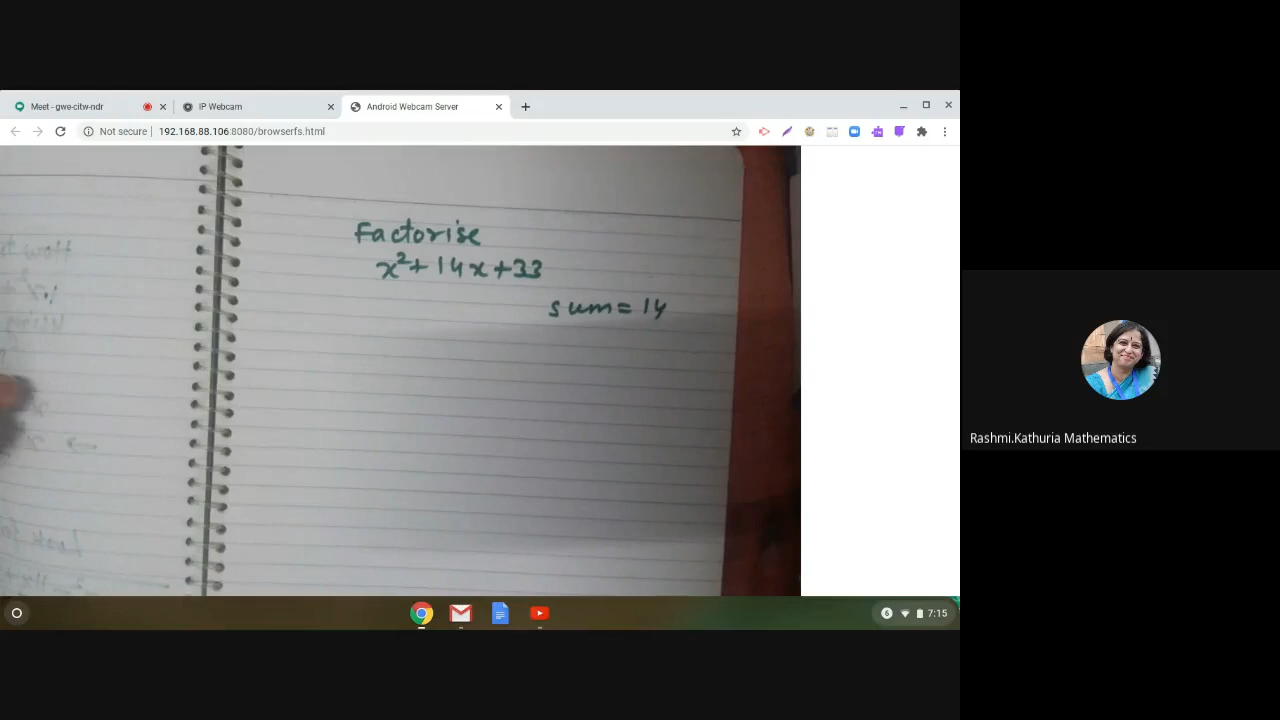 Meet - gwe-citw-ndr
IP Webcam
Android Webcam Server
Not secure | 192.168.88.106:8080/browserfs.html
Factorise
x²+14x+33
sum=14
Rashmi.Kathuria Mathematics
6 7:15